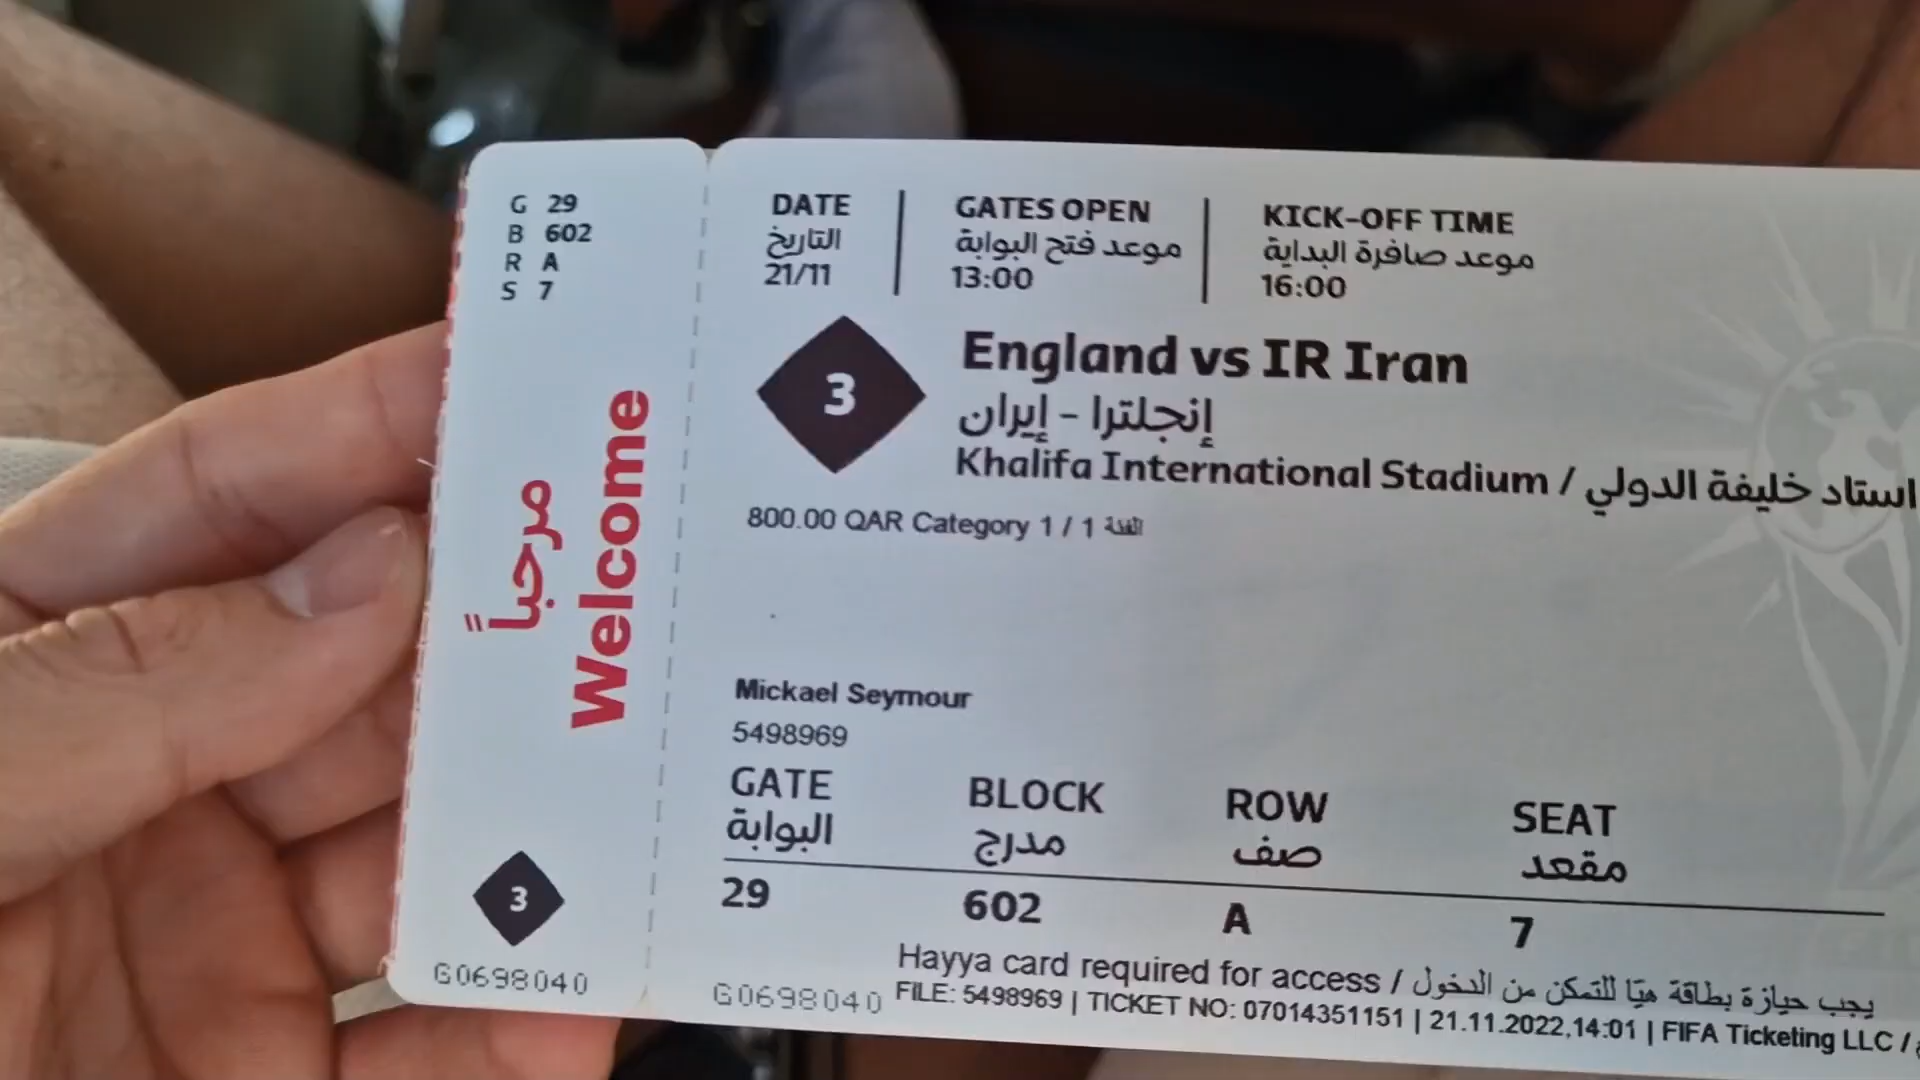 G 29
B 602
R A
S 7
مرحباً
Welcome
3
G0698040
DATE
التاريخ
21/11
GATES OPEN
موعد فتح البوابة
13:00
KICK-OFF TIME
موعد صافرة البداية
16:00
3
England vs IR Iran
إنجلترا - إيران
Khalifa International Stadium / استاد خليفة الدولي
800.00 QAR Category 1 / 1 الفئة
Mickael Seymour
5498969
GATE
البوابة
29
BLOCK
مدرج
602
ROW
صف
A
SEAT
مقعد
7
Hayya card required for access / يجب حيازة بطاقة هيّا للتمكن من الدخول
G0698040
FILE: 5498969 | TICKET NO: 07014351151 | 21.11.2022,14:01 | FIFA Ticketing LLC /